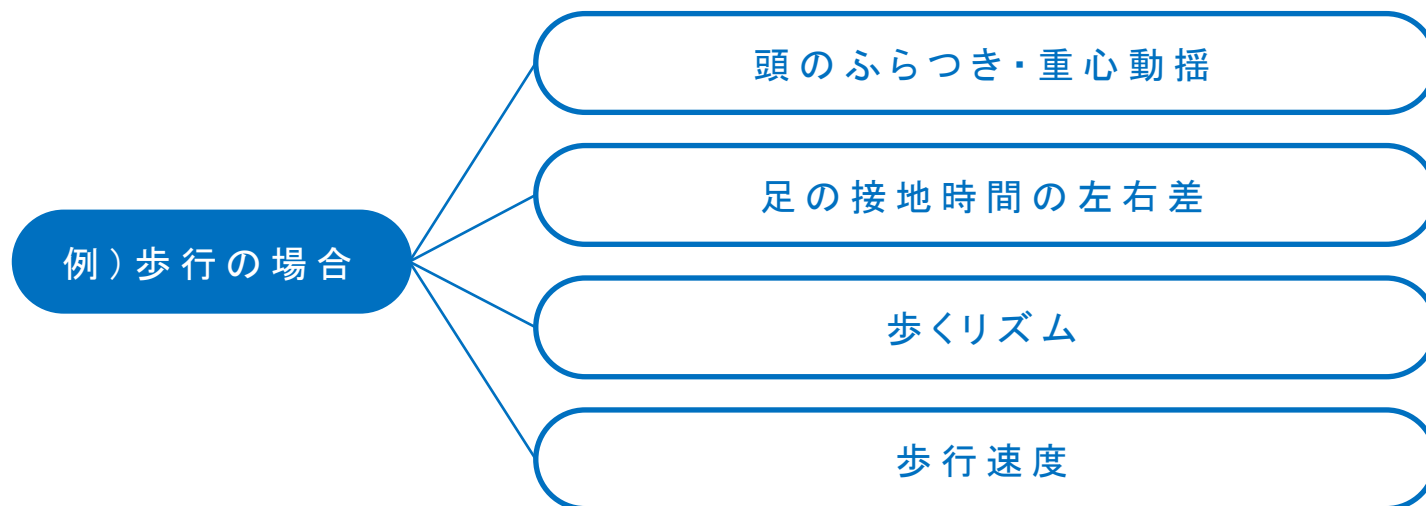 頭のふらつき・重心動揺
足の接地時間の左右差
例）歩行の場合
歩くリズム
歩行速度